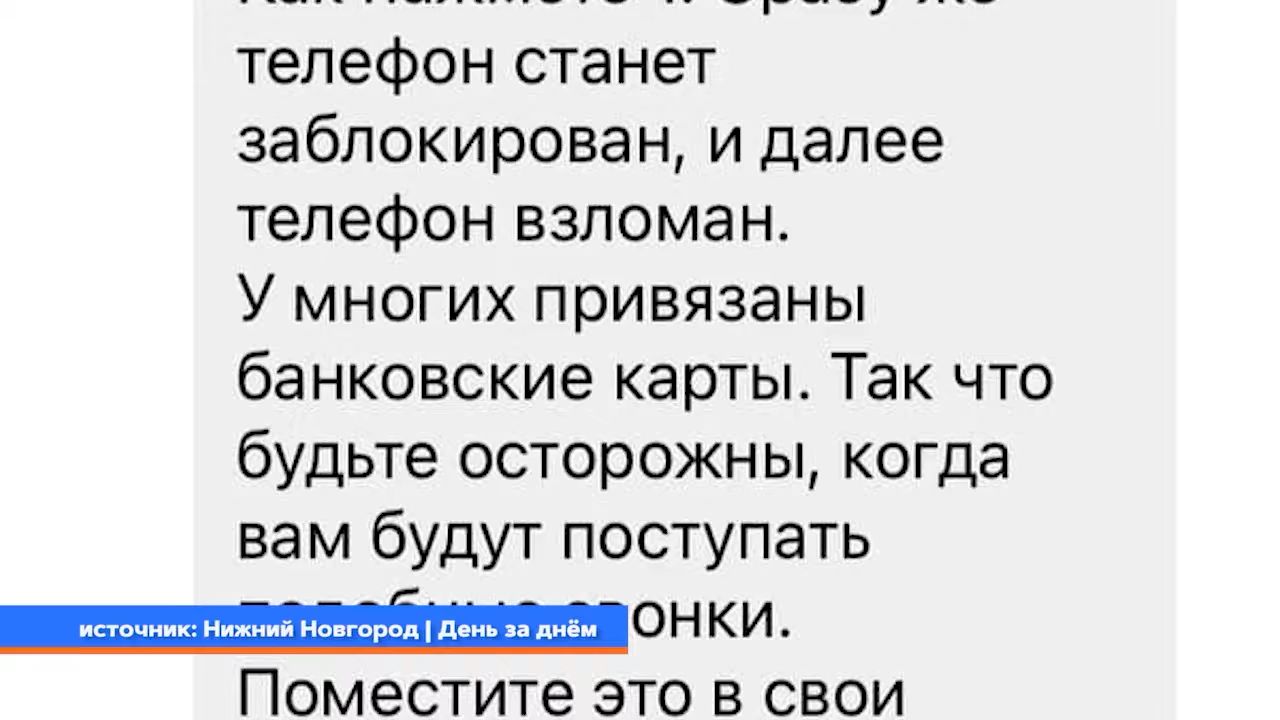 телефон станет
заблокирован, и далее
телефон взломан.
У многих привязаны
банковские карты. Так что
будьте осторожны, когда
вам будут поступать
звонки.
источник: Нижний Новгород | День за днём
Поместите это в свои